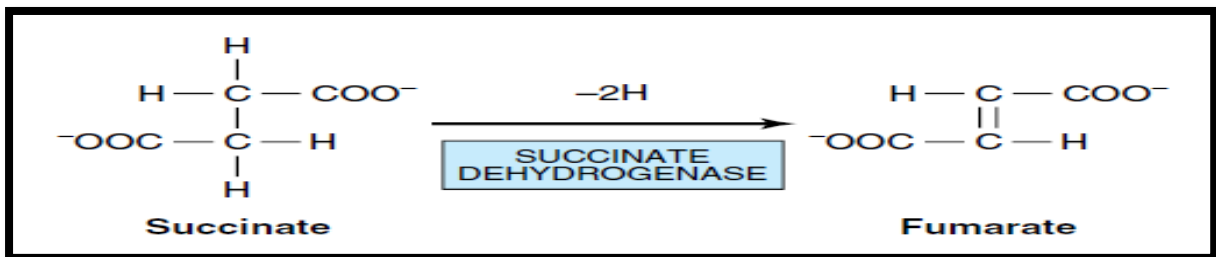 H
H — C — COO⁻
⁻OOC — C — H
H
Succinate
–2H
SUCCINATE
DEHYDROGENASE
H — C — COO⁻
⁻OOC — C — H
Fumarate